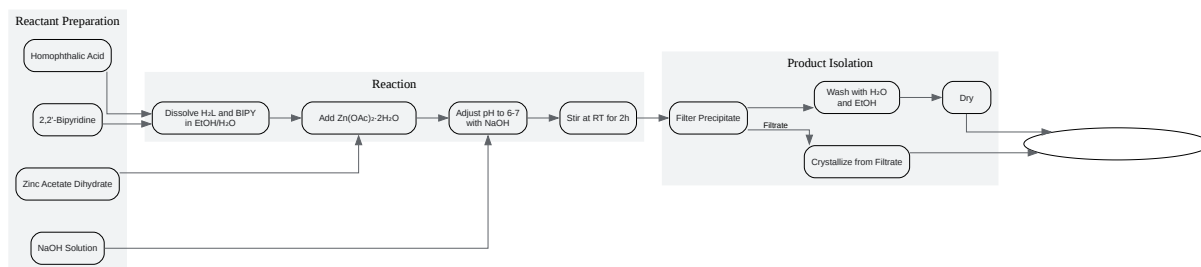 Reactant Preparation
Homophthalic Acid
2,2'-Bipyridine
Zinc Acetate Dihydrate
NaOH Solution
Reaction
Dissolve H₂L and BIPY
in EtOH/H₂O
Add Zn(OAc)₂·2H₂O
Adjust pH to 6-7
with NaOH
Stir at RT for 2h
Product Isolation
Filter Precipitate
Filtrate
Wash with H₂O
and EtOH
Dry
Crystallize from Filtrate